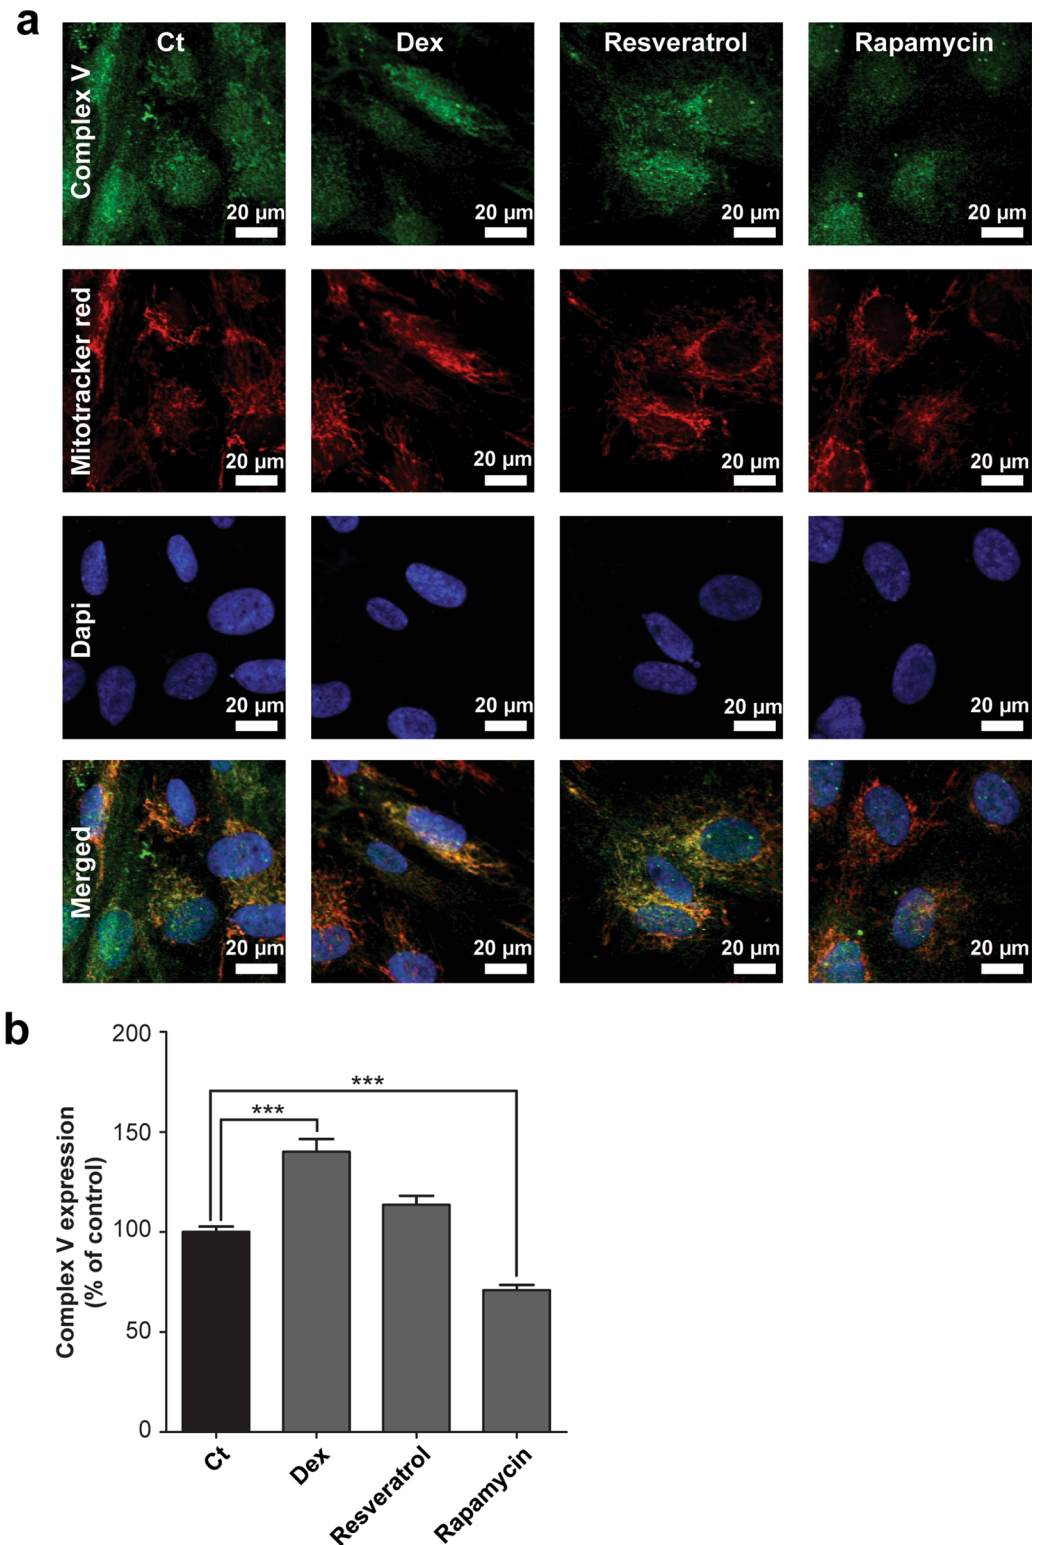 a
Ct
Dex
Resveratrol
Rapamycin
Complex V
20 µm
20 µm
20 µm
20 µm
Mitotracker red
20 µm
20 µm
20 µm
20 µm
Dapi
20 µm
20 µm
20 µm
20 µm
Merged
20 µm
20 µm
20 µm
20 µm
b
Complex V expression
(% of control)
200
150
100
50
0
***
***
Ct
Dex
Resveratrol
Rapamycin